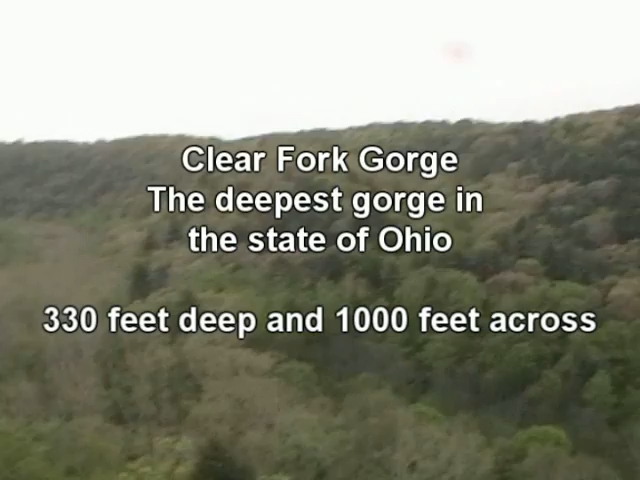 Clear Fork Gorge
The deepest gorge in
the state of Ohio
330 feet deep and 1000 feet across